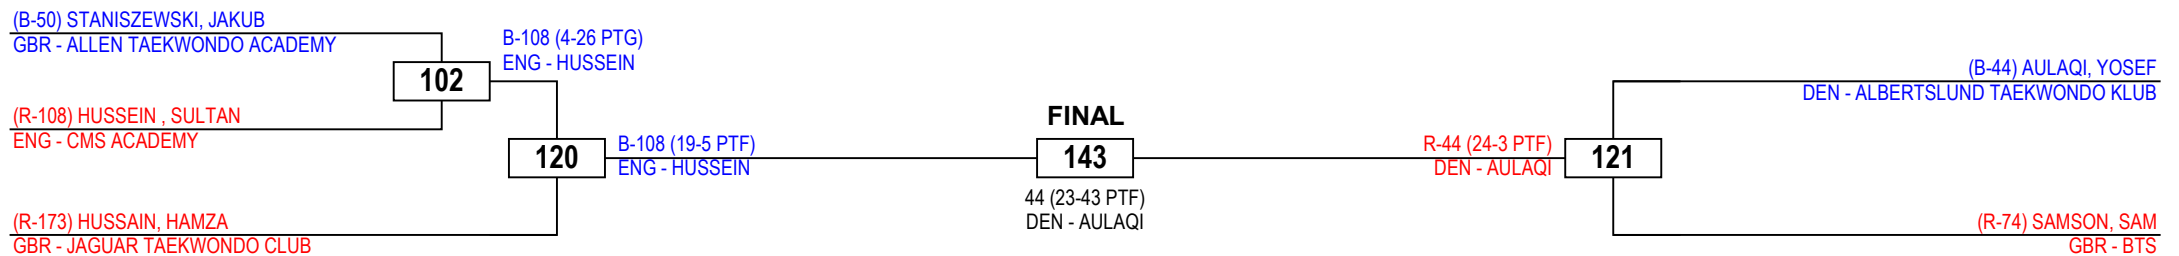 (B-50) STANISZEWSKI, JAKUB
GBR - ALLEN TAEKWONDO ACADEMY
102
(R-108) HUSSEIN , SULTAN
ENG - CMS ACADEMY
B-108 (4-26 PTG)
ENG - HUSSEIN
120
(R-173) HUSSAIN, HAMZA
GBR - JAGUAR TAEKWONDO CLUB
B-108 (19-5 PTF)
ENG - HUSSEIN
FINAL
143
44 (23-43 PTF)
DEN - AULAQI
R-44 (24-3 PTF)
DEN - AULAQI
121
(B-44) AULAQI, YOSEF
DEN - ALBERTSLUND TAEKWONDO KLUB
(R-74) SAMSON, SAM
GBR - BTS